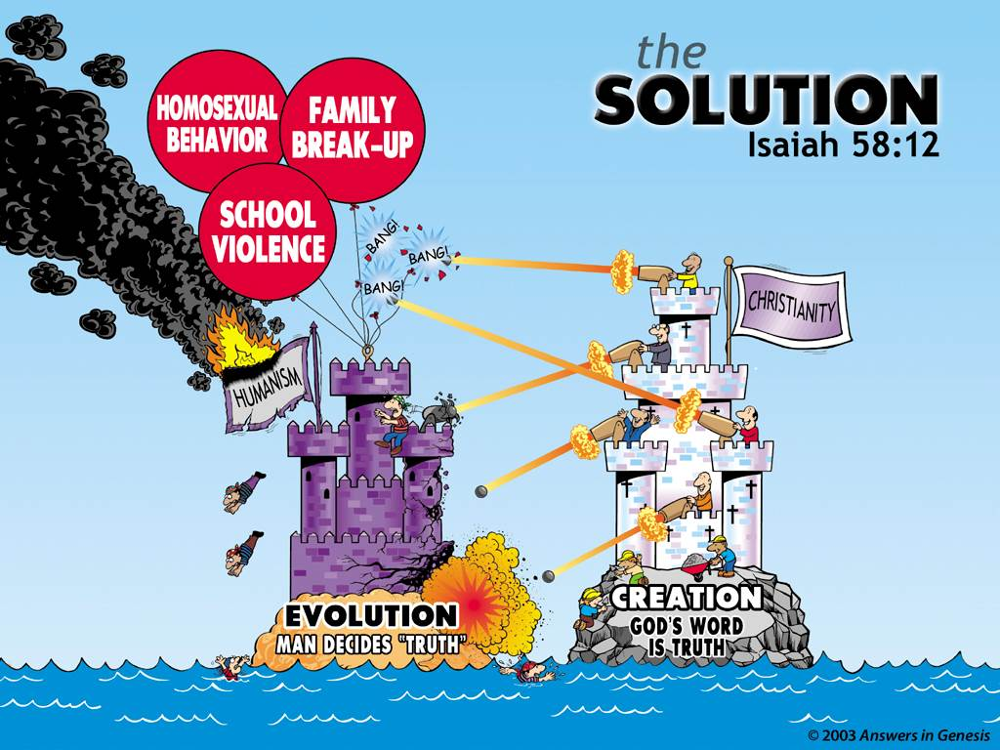 the
SOLUTION
Isaiah 58:12
HOMOSEXUAL
BEHAVIOR
FAMILY
BREAK-UP
SCHOOL
VIOLENCE
BANG!
BANG!
BANG!
CHRISTIANITY
HUMANISM
EVOLUTION
MAN DECIDES "TRUTH"
CREATION
GOD'S WORD
IS TRUTH
© 2003 Answers in Genesis